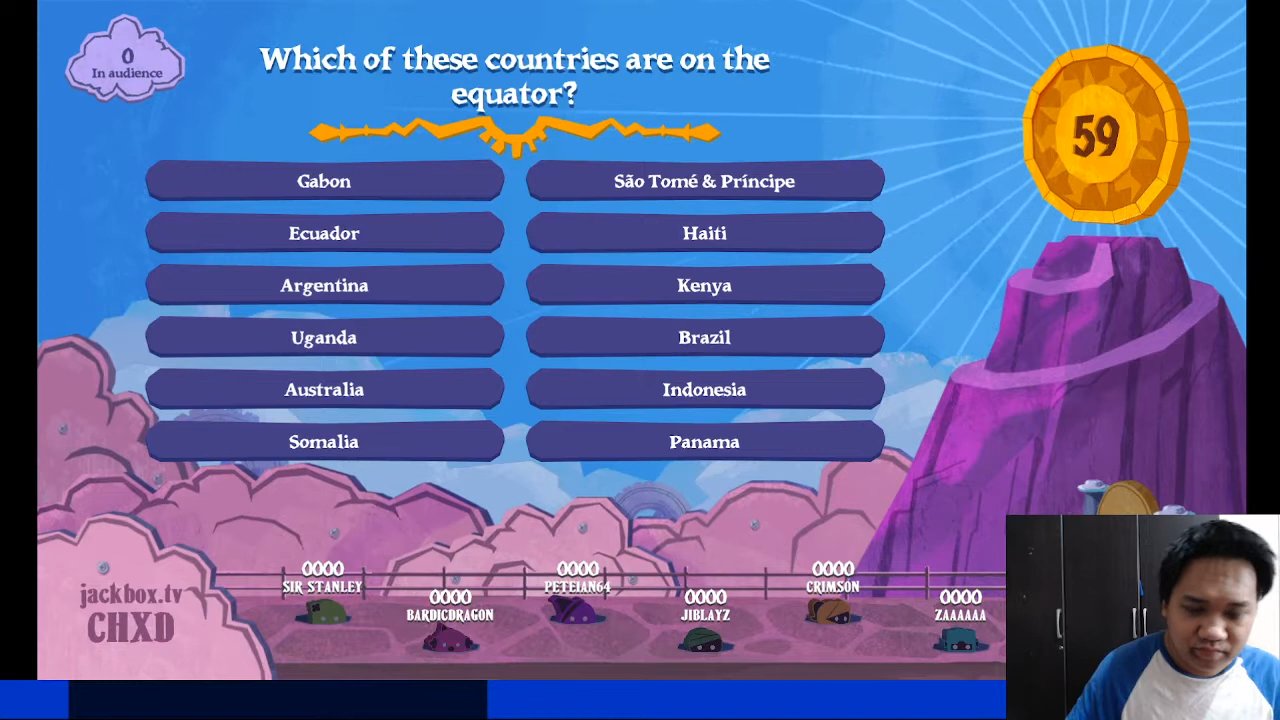 0
In audience
Which of these countries are on the
equator?
59
Gabon
São Tomé & Príncipe
Ecuador
Haiti
Argentina
Kenya
Uganda
Brazil
Australia
Indonesia
Somalia
Panama
jackbox.tv
CHXD
0000
SIR STANLEY
0000
BARDICDRAGON
0000
PETEIAN64
0000
JIBLAYZ
0000
CRIMSON
0000
ZAAAAAA